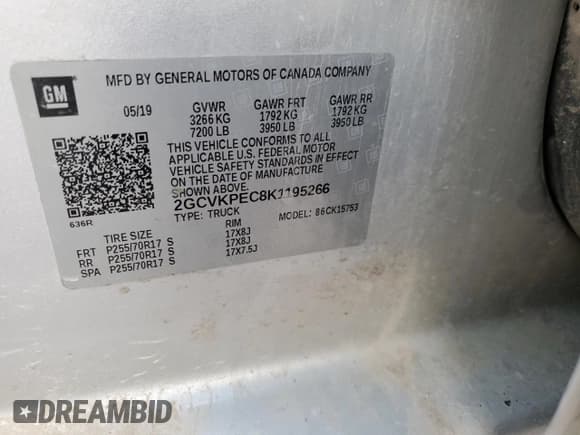 GM
MFD BY GENERAL MOTORS OF CANADA COMPANY
05/19 GVWR GAWR FRT GAWR RR
3266 KG 1792 KG 1792 KG
7200 LB 3950 LB 3950 LB
THIS VEHICLE CONFORMS TO ALL
APPLICABLE U.S. FEDERAL MOTOR
VEHICLE SAFETY STANDARDS IN EFFECT
ON THE DATE OF MANUFACTURE
SHOWN ABOVE.
2GCVKPEC8K1195266
636R
TYPE: TRUCK MODEL: 86CK15753
TIRE SIZE RIM
FRT P255/70R17 S 17X8J
RR P255/70R17 S 17X8J
SPA P255/70R17 S 17X7.5J
DREAMBID